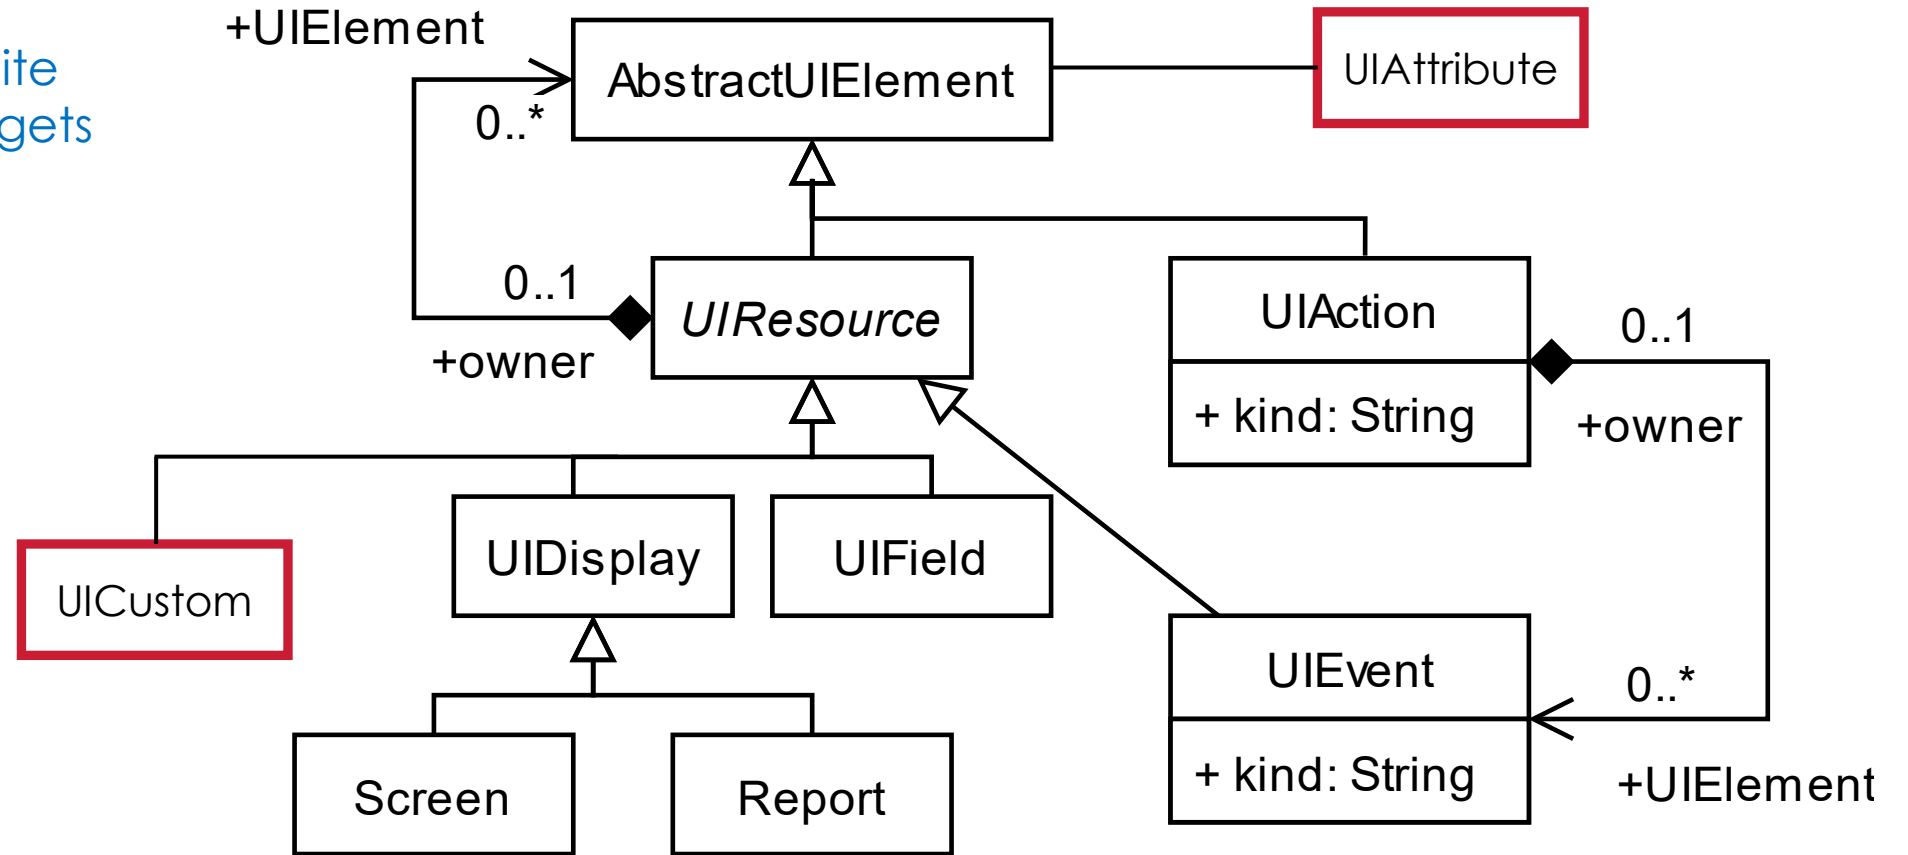 +UIElement
AbstractUIElement
UIAttribute
ite
gets
0..*
0..1
UIResource
+owner
UIAction
+ kind: String
0..1
+owner
UICustom
UIDisplay
UIField
UIEvent
+ kind: String
0..*
+UIElement
Screen
Report